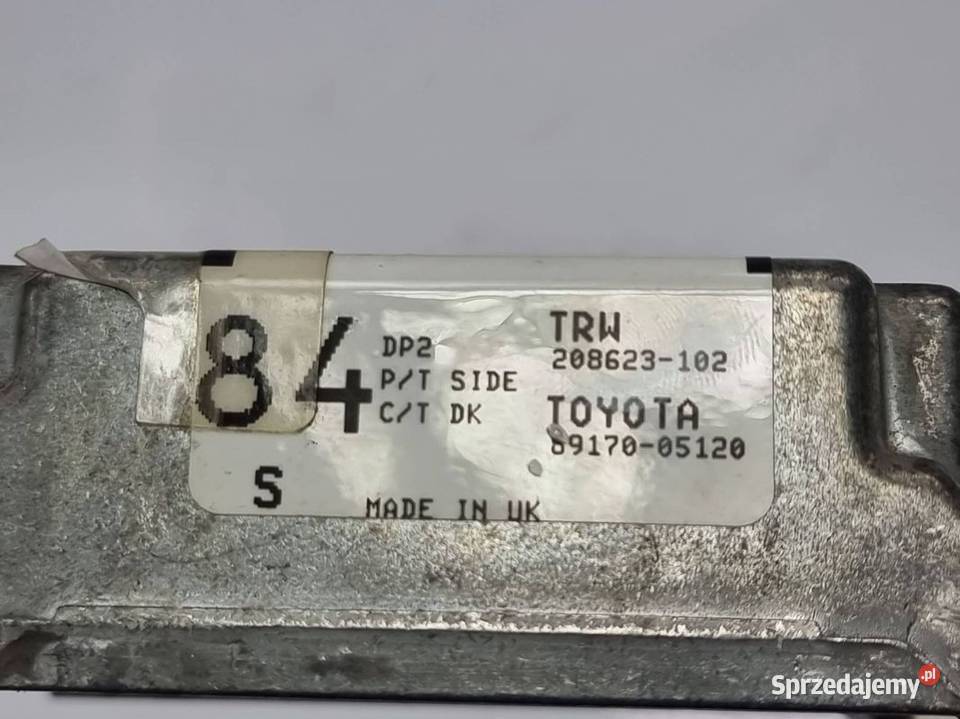 84
DP2
P/T SIDE
C/T DK
TRW
208623-102
TOYOTA
89170-05120
S
MADE IN UK
Sprzedajemy.pl